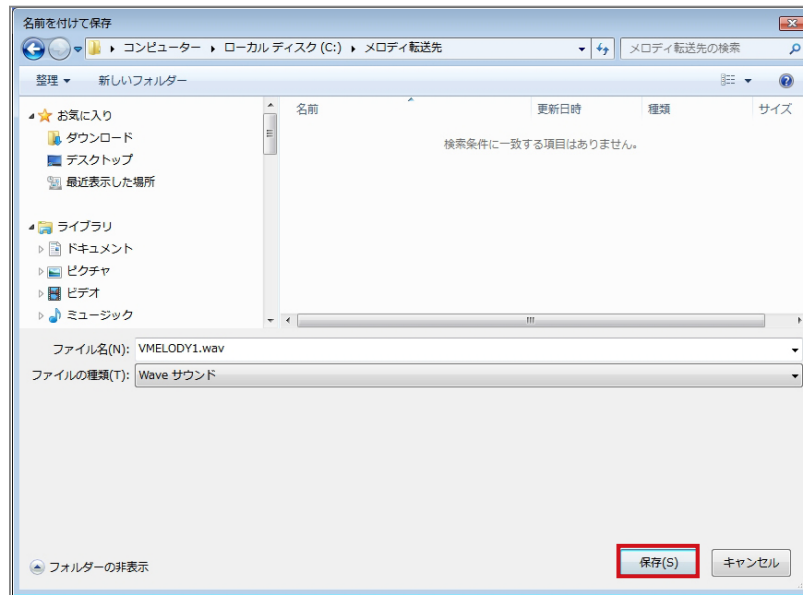 名前を付けて保存
コンピューター ▸ ローカル ディスク (C:) ▸ メロディ転送先
メロディ転送先の検索
整理 ▼ 新しいフォルダー
お気に入り
ダウンロード
デスクトップ
最近表示した場所
ライブラリ
ドキュメント
ピクチャ
ビデオ
ミュージック
名前 更新日時 種類 サイズ
検索条件に一致する項目はありません。
ファイル名(N): VMELODY1.wav
ファイルの種類(T): Wave サウンド
フォルダーの非表示
保存(S) キャンセル